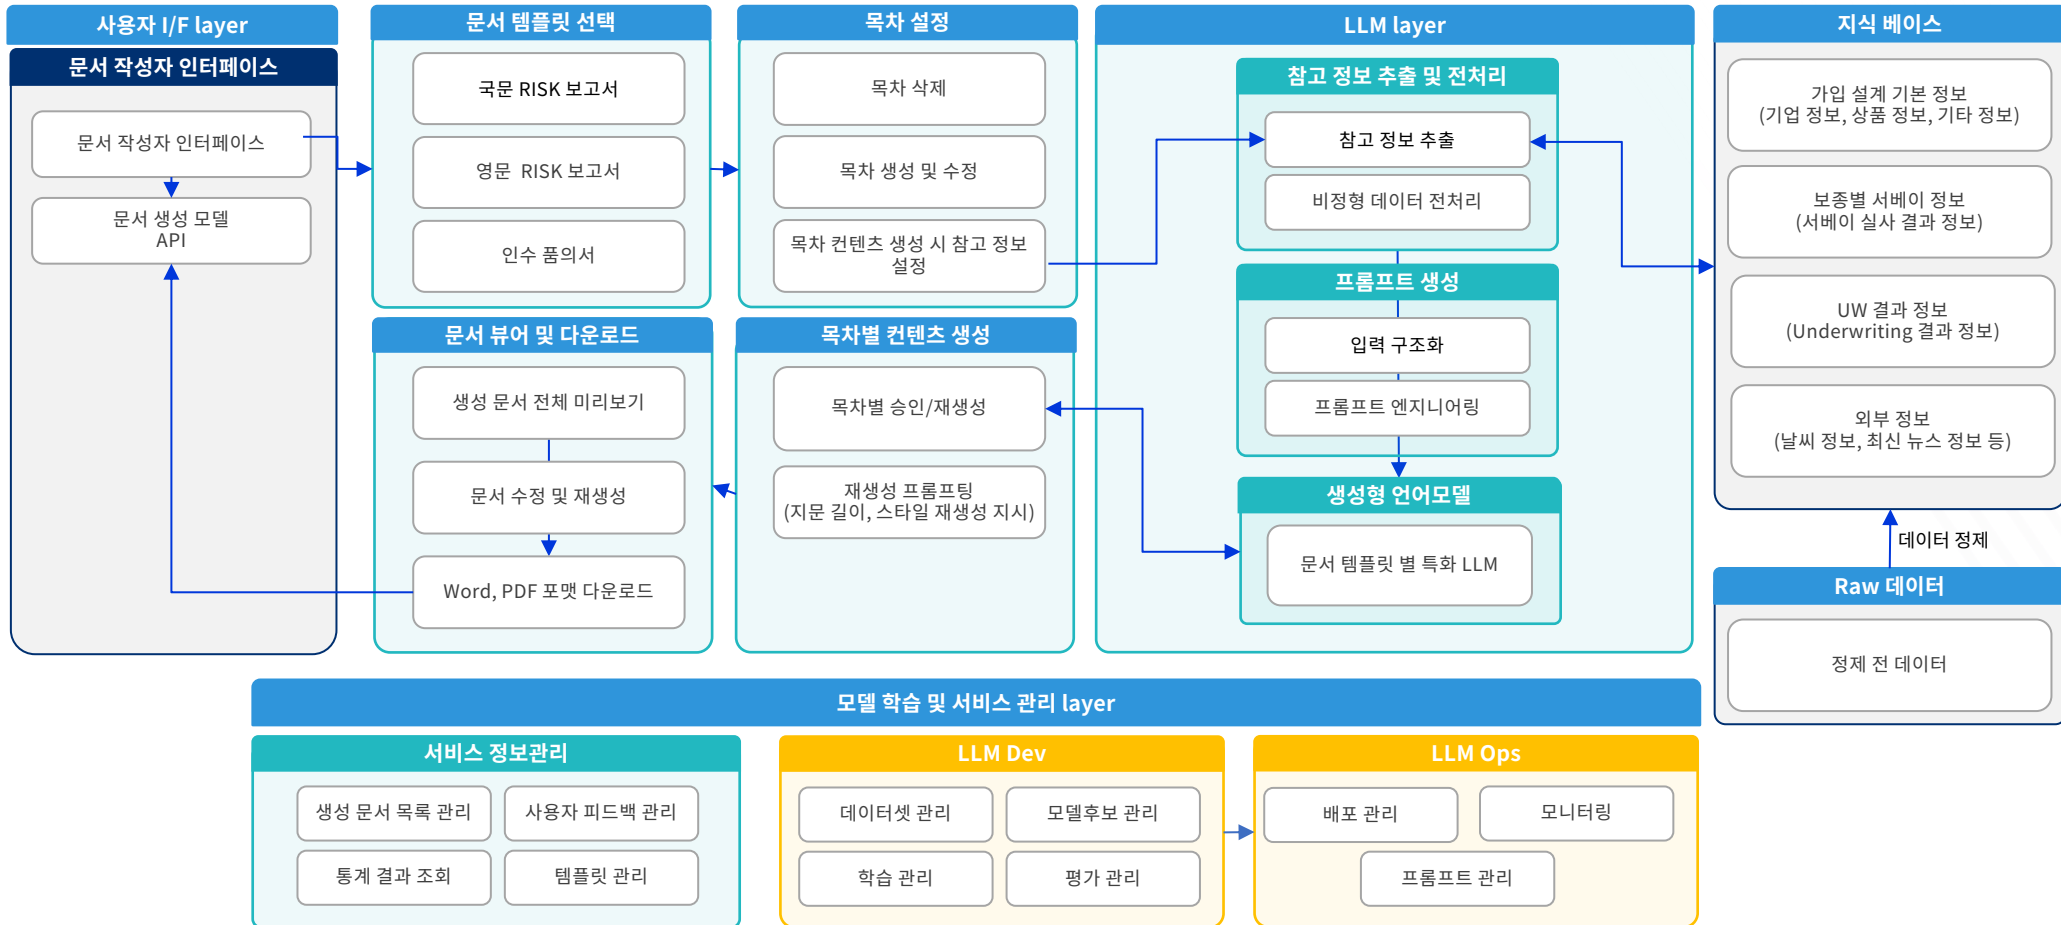 사용자 I/F layer
문서 작성자 인터페이스
문서 작성자 인터페이스
문서 생성 모델
API
문서 템플릿 선택
국문 RISK 보고서
영문 RISK 보고서
인수 품의서
목차 설정
목차 삭제
목차 생성 및 수정
목차 컨텐츠 생성 시 참고 정보
설정
문서 뷰어 및 다운로드
생성 문서 전체 미리보기
문서 수정 및 재생성
Word, PDF 포맷 다운로드
목차별 컨텐츠 생성
목차별 승인/재생성
재생성 프롬프팅
(지문 길이, 스타일 재생성 지시)
LLM layer
참고 정보 추출 및 전처리
참고 정보 추출
비정형 데이터 전처리
프롬프트 생성
입력 구조화
프롬프트 엔지니어링
생성형 언어모델
문서 템플릿 별 특화 LLM
지식 베이스
가입 설계 기본 정보
(기업 정보, 상품 정보, 기타 정보)
보종별 서베이 정보
(서베이 실사 결과 정보)
UW 결과 정보
(Underwriting 결과 정보)
외부 정보
(날씨 정보, 최신 뉴스 정보 등)
데이터 정제
Raw 데이터
정제 전 데이터
모델 학습 및 서비스 관리 layer
서비스 정보관리
생성 문서 목록 관리
사용자 피드백 관리
통계 결과 조회
템플릿 관리
LLM Dev
데이터셋 관리
모델후보 관리
학습 관리
평가 관리
LLM Ops
배포 관리
모니터링
프롬프트 관리